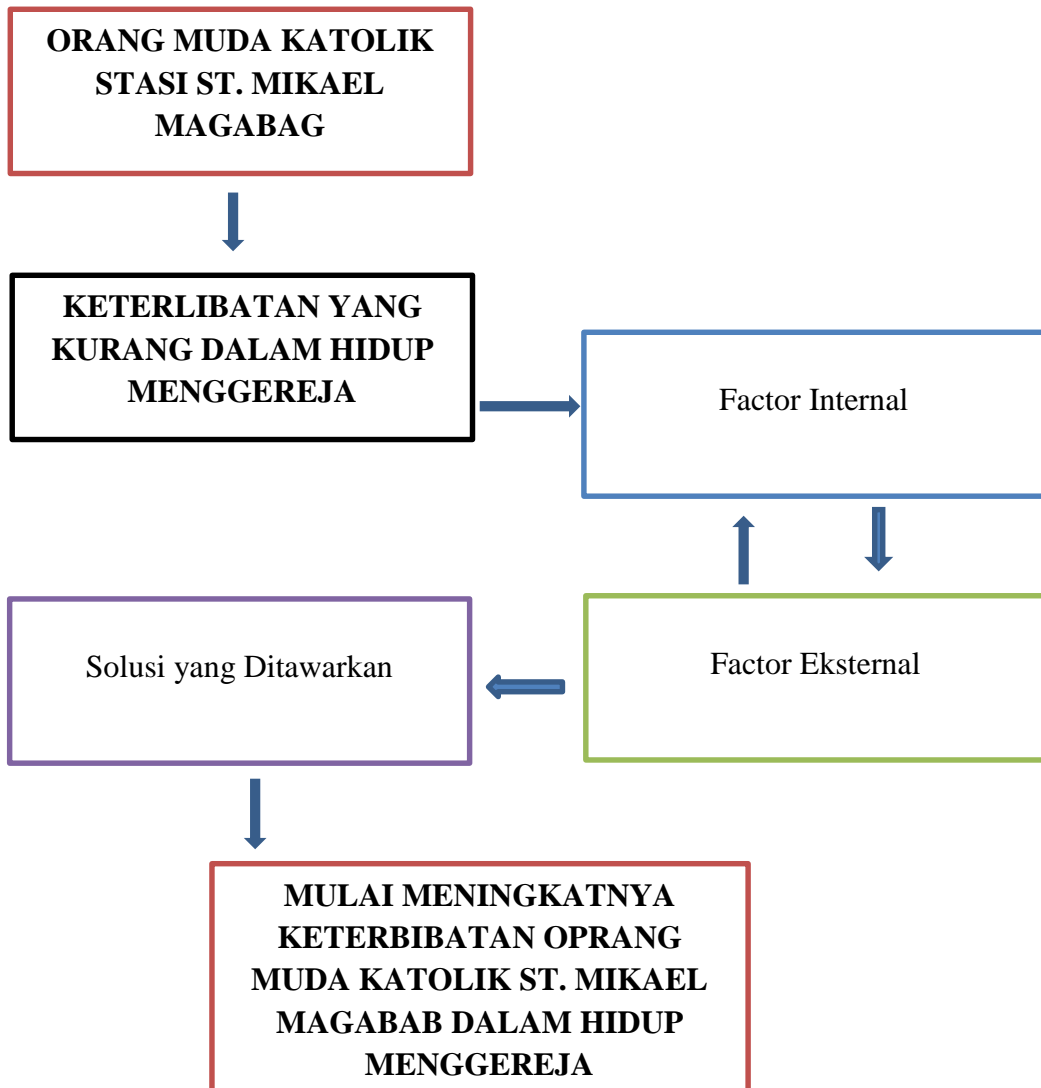 ORANG MUDA KATOLIK
STASI ST. MIKAEL
MAGABAG
KETERLIBATAN YANG
KURANG DALAM HIDUP
MENGGEREJA
Factor Internal
Factor Eksternal
Solusi yang Ditawarkan
MULAI MENINGKATNYA
KETERBIBATAN OPRANG
MUDA KATOLIK ST. MIKAEL
MAGABAB DALAM HIDUP
MENGGEREJA